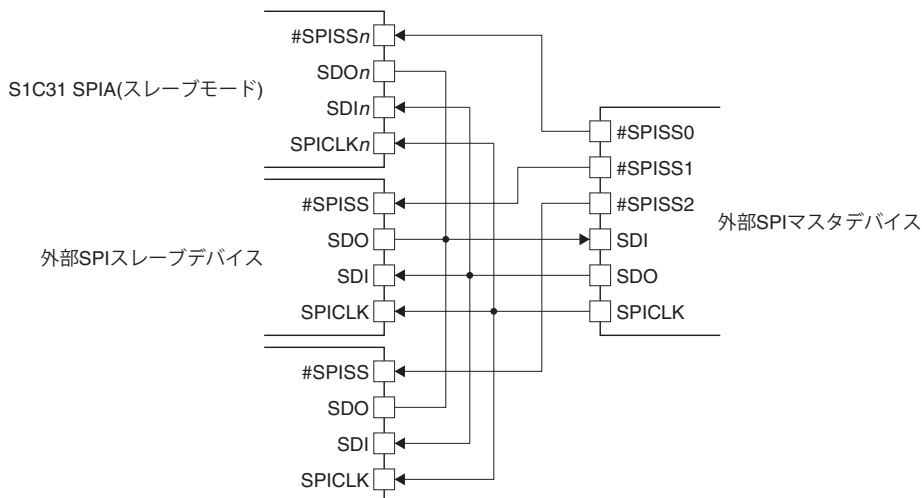 #SPISSn
SDOn
S1C31 SPIA(スレーブモード)
SDIn
SPICLKn
#SPISS
SDO
外部SPIスレーブデバイス
SDI
SPICLK
#SPISS
SDO
SDI
SPICLK
#SPISS0
#SPISS1
#SPISS2
外部SPIマスタデバイス
SDI
SDO
SPICLK